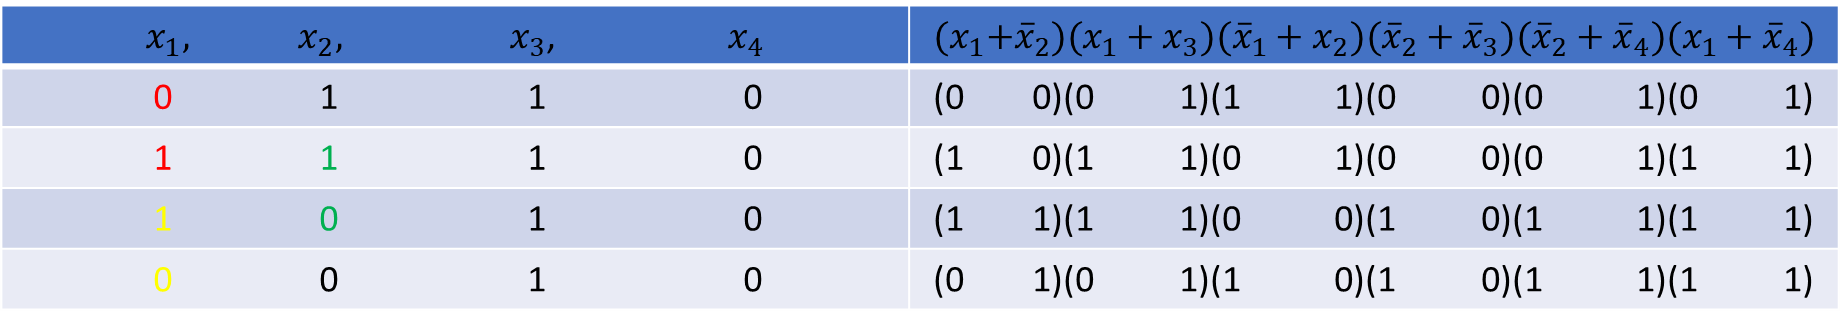 x₁, x₂, x₃, x₄ (x₁+x̄₂)(x₁ + x₃)(x̄₁ + x₂)(x̄₂ + x̄₃)(x̄₂ + x̄₄)(x₁ + x̄₄)
0 1 1 0 (0 0)(0 1)(1 1)(0 0)(0 1)(0 1)
1 1 1 0 (1 0)(1 1)(0 1)(0 0)(0 1)(1 1)
1 0 1 0 (1 1)(1 1)(0 0)(1 0)(1 1)(1 1)
0 0 1 0 (0 1)(0 1)(1 0)(1 0)(1 1)(1 1)